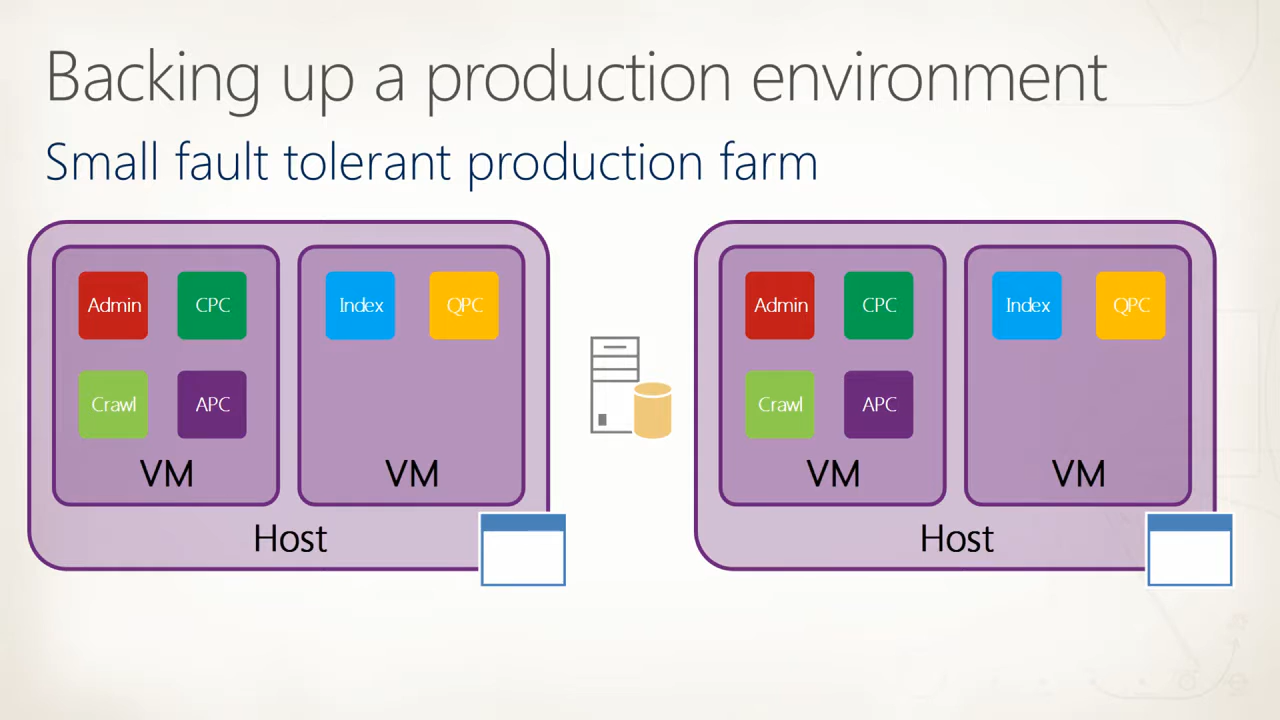 Backing up a production environment
Small fault tolerant production farm
Admin CPC
Crawl APC
VM
Index QPC
VM
Host
Admin CPC
Crawl APC
VM
Index QPC
VM
Host